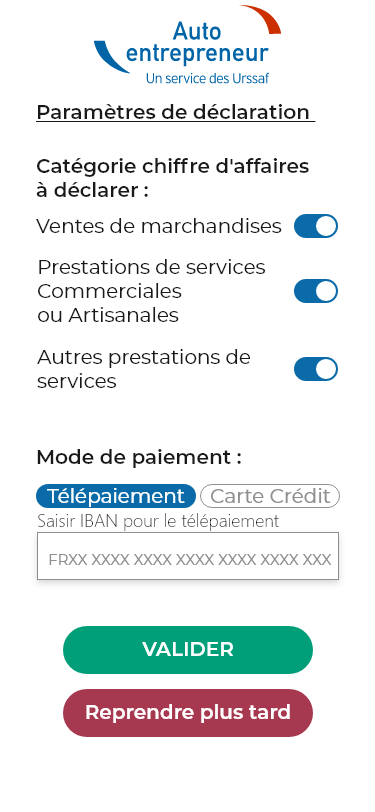 Auto
entrepreneur
Un service des Urssaf
Paramètres de déclaration
Catégorie chiffre d'affaires
à déclarer :
Ventes de marchandises
Prestations de services
Commerciales
ou Artisanales
Autres prestations de
services
Mode de paiement :
Télépaiement Carte Crédit
Saisir IBAN pour le télépaiement
FRXX XXXX XXXX XXXX XXXX XXXX XXX
VALIDER
Reprendre plus tard